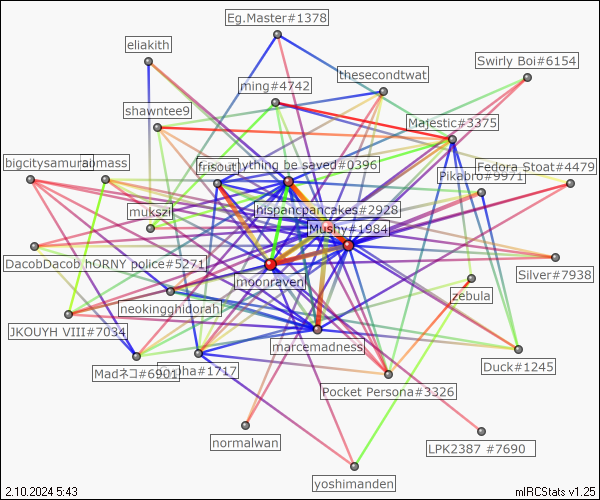 Eg.Master#1378
eliakith
Swirly Boi#6154
thesecondtwat
ming#4742
shawntee9
Majestic#3375
bigcitysamurai
mass
frisout
ything be saved#0396
Fedora Stoat#4479
Pikabro#9971
mukszi
hispancpancakes#2928
Mushy#1984
DacobDacob
hORNY police#5271
Silver#7938
moonraven
zebula
neokingghidorah
JKOUYH VIII#7034
marcemadness
Duck#1245
Madネコ#6901
ha#1717
Pocket Persona#3326
normalwan
LPK2387 #7690
yoshimanden
2.10.2024 5:43
mIRCStats v1.25